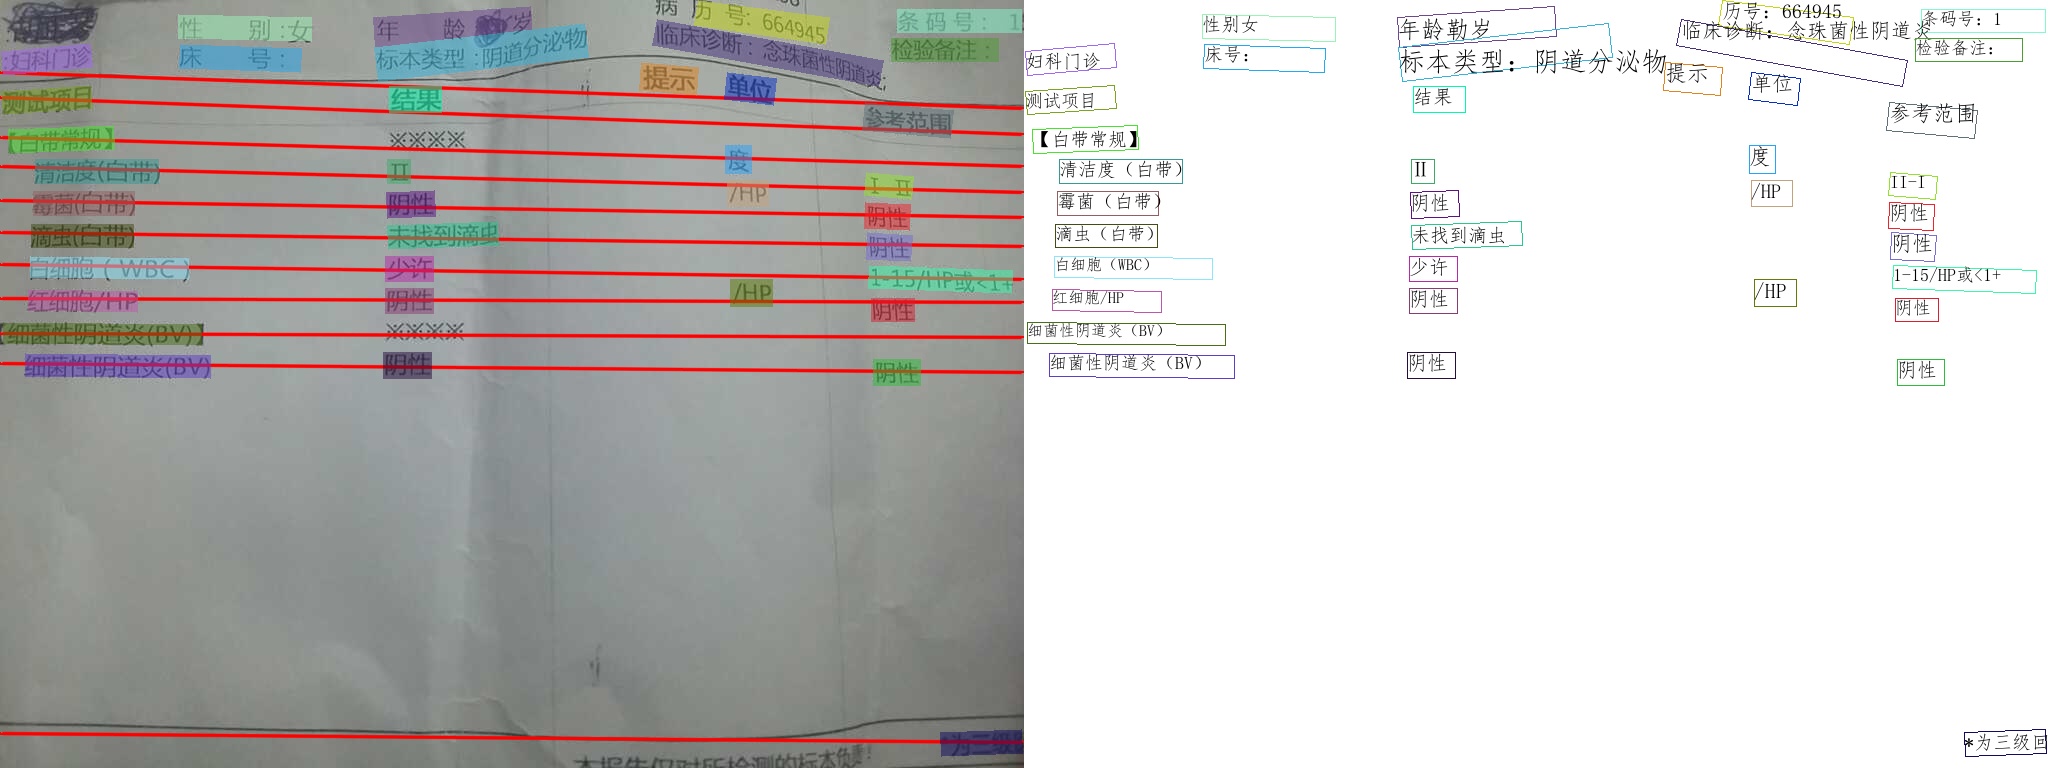 病 历 号: 664945
性 别 :女
年 龄 岁
条 码 号 : 1
:妇科门诊
床 号 :
标本类型 :阴道分泌物
临床诊断 : 念珠菌性阴道炎;
检验备注 :
测试项目 结果 提示 单位 参考范围
【白带常规】 ※※※※
清洁度(白带) II 度 I-II
霉菌(白带) 阴性 /HP 阴性
滴虫(白带) 未找到滴虫 阴性
白细胞 ( WBC ) 少许 1-15/HP或<1+
红细胞/HP 阴性 /HP 阴性
【细菌性阴道炎(BV)】 ※※※※
细菌性阴道炎(BV) 阴性 阴性
*为三级
本报告仅对所检测的标本负责!
性别女
年龄勒岁
历号: 664945
条码号: 1
妇科门诊
床号:
标本类型: 阴道分泌物
临床诊断: 念珠菌性阴道炎
检验备注:
测试项目 结果 提示 单位 参考范围
【白带常规】
清洁度（白带） II 度 II-I
霉菌（白带） 阴性 /HP 阴性
滴虫（白带） 未找到滴虫 阴性
白细胞（WBC） 少许 1-15/HP或<1+
红细胞/HP 阴性 /HP 阴性
细菌性阴道炎（BV）
细菌性阴道炎（BV） 阴性 阴性
*为三级回